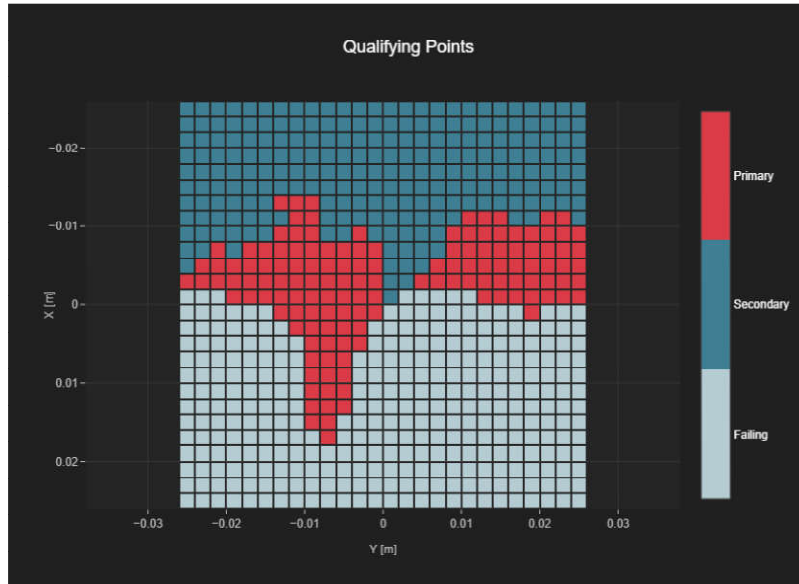 Qualifying Points
Primary
Secondary
Failing
−0.02
−0.01
0
0.01
0.02
X [m]
−0.03
−0.02
−0.01
0
0.01
0.02
0.03
Y [m]